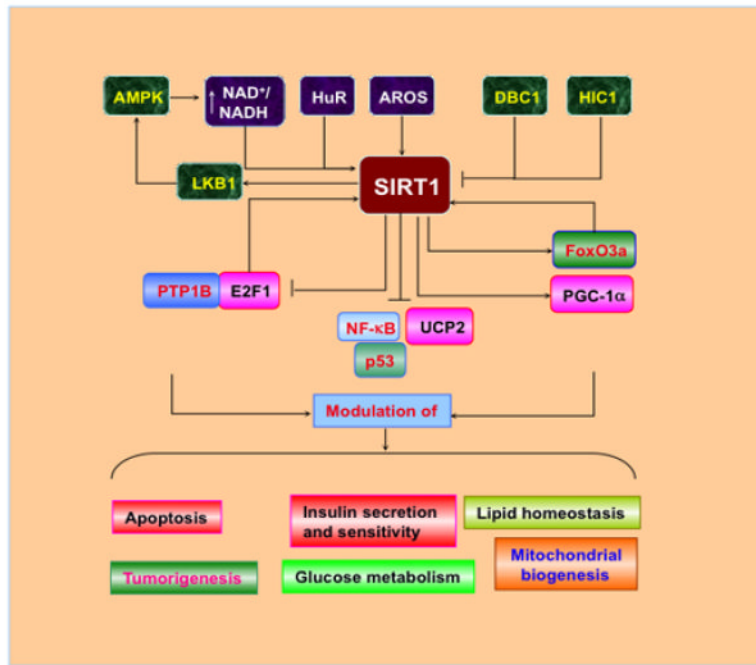 AMPK
↑ NAD⁺/
NADH
HuR
AROS
DBC1
HIC1
LKB1
SIRT1
FoxO3a
PTP1B
E2F1
PGC-1α
NF-κB
UCP2
p53
Modulation of
Apoptosis
Insulin secretion
and sensitivity
Lipid homeostasis
Tumorigenesis
Glucose metabolism
Mitochondrial
biogenesis